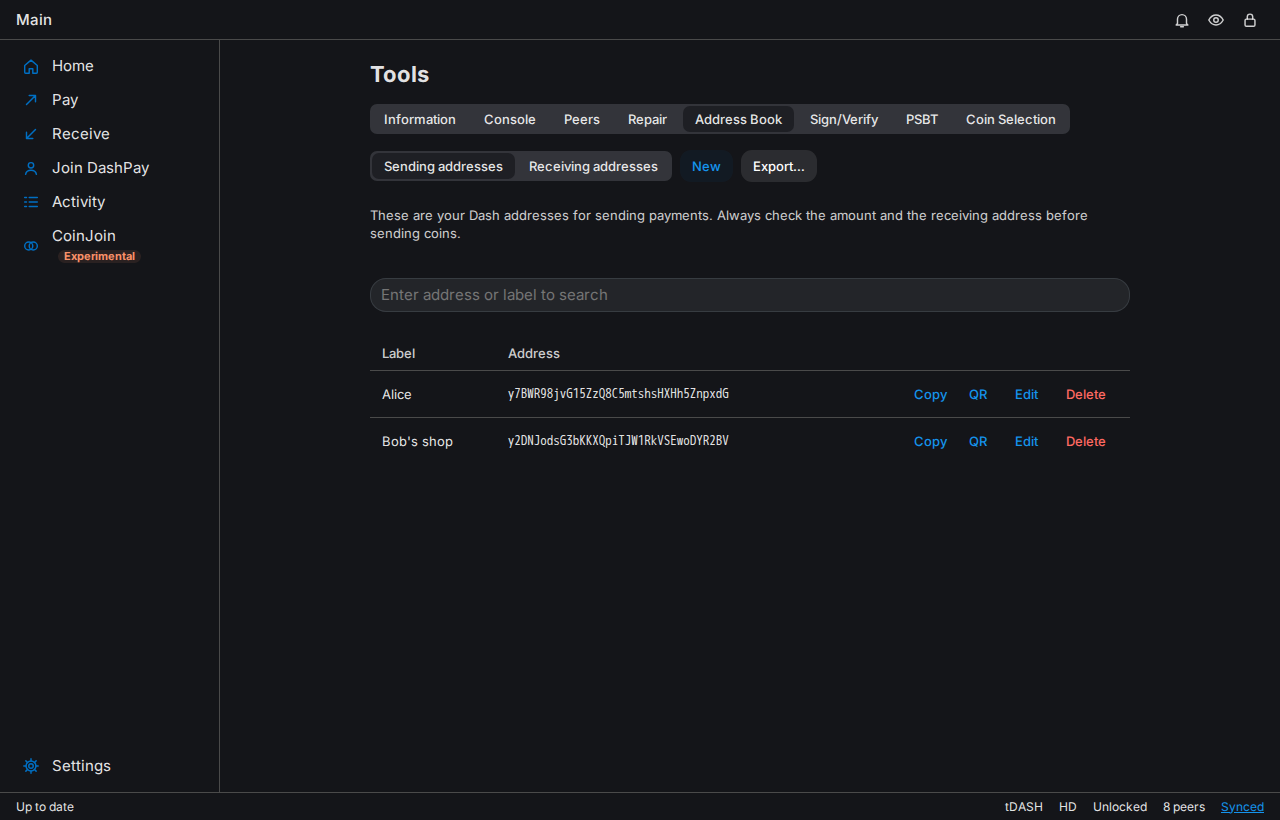 Main
Home
Pay
Receive
Join DashPay
Activity
CoinJoin
Experimental
Settings
Tools
Information Console Peers Repair Address Book Sign/Verify PSBT Coin Selection
Sending addresses Receiving addresses New Export...
These are your Dash addresses for sending payments. Always check the amount and the receiving address before
sending coins.
Enter address or label to search
Label Address
Alice y7BWR98jvG15ZzQ8C5mtshsHXHh5ZnpxdG Copy QR Edit Delete
Bob's shop y2DNJodsG3bKKXQpiTJW1RkVSEwoDYR2BV Copy QR Edit Delete
Up to date tDASH HD Unlocked 8 peers Synced